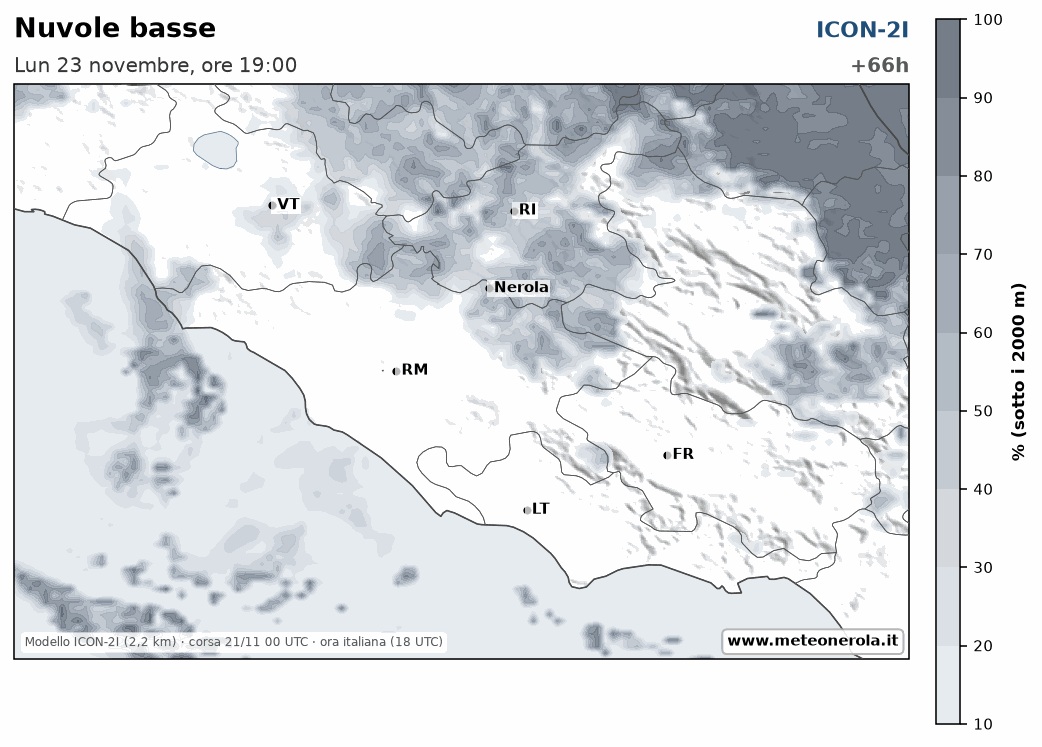 Nuvole basse
ICON-2I
Lun 23 novembre, ore 19:00
+66h
VT
RI
Nerola
RM
FR
LT
Modello ICON-2I (2,2 km) · corsa 21/11 00 UTC · ora italiana (18 UTC)
www.meteonerola.it
100
90
80
70
60
50
40
30
20
10
% (sotto i 2000 m)